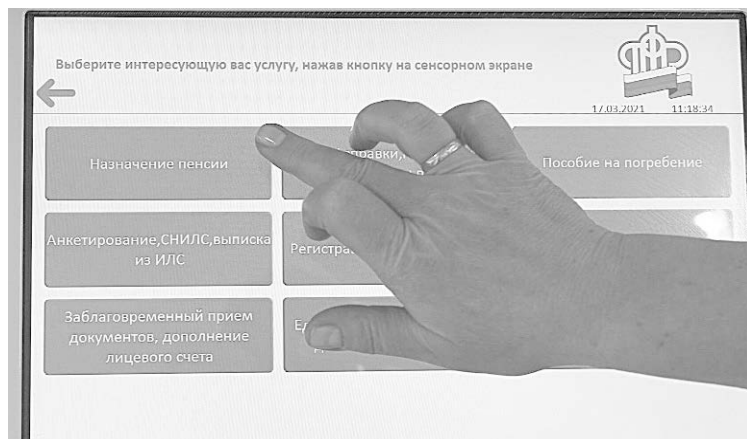 Выберите интересующую вас услугу, нажав кнопку на сенсорном экране
17.03.2021 11:18:34
Назначение пенсии
Пособие на погребение
Анкетирование,СНИЛС,выписка
из ИЛС
Заблаговременный прием
документов, дополнение
лицевого счета